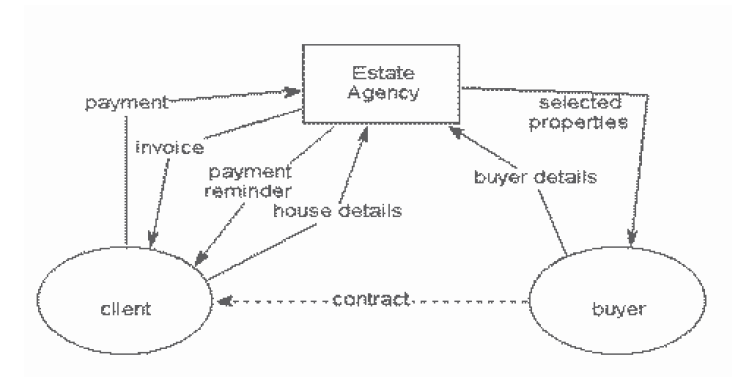 Estate
Agency
payment
selected
properties
invoice
payment
reminder
buyer details
house details
client
contract
buyer